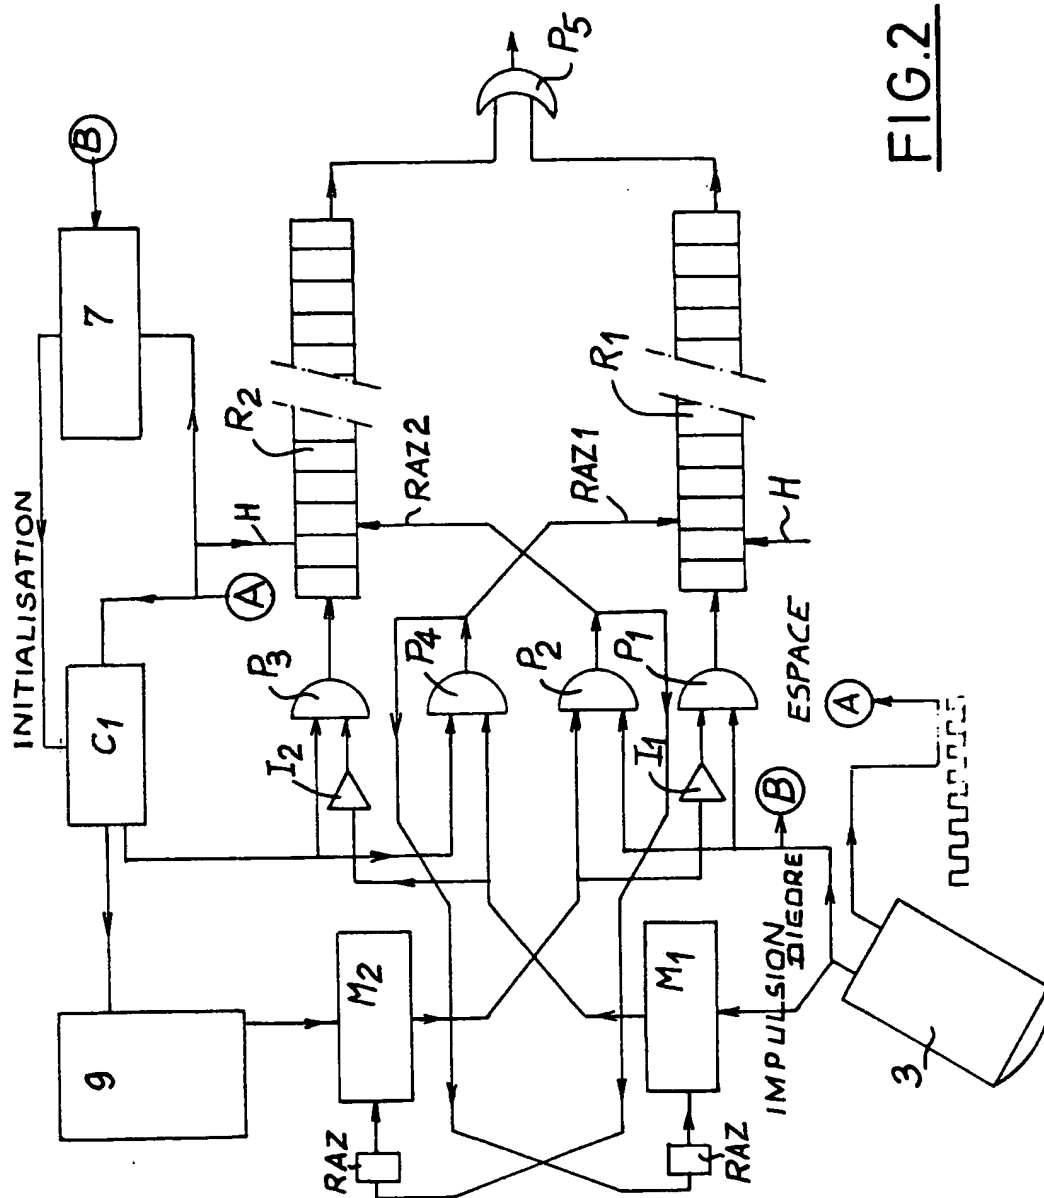 FIG.2
B
7
INITIALISATION
C1
A
H
9
R2
RAZ2
P3
I2
P4
M2
RAZ
P5
P2
RAZ1
R1
P1
I1
H
ESPACE
A
M1
RAZ
B
IMPULSION
DIEDRE
3